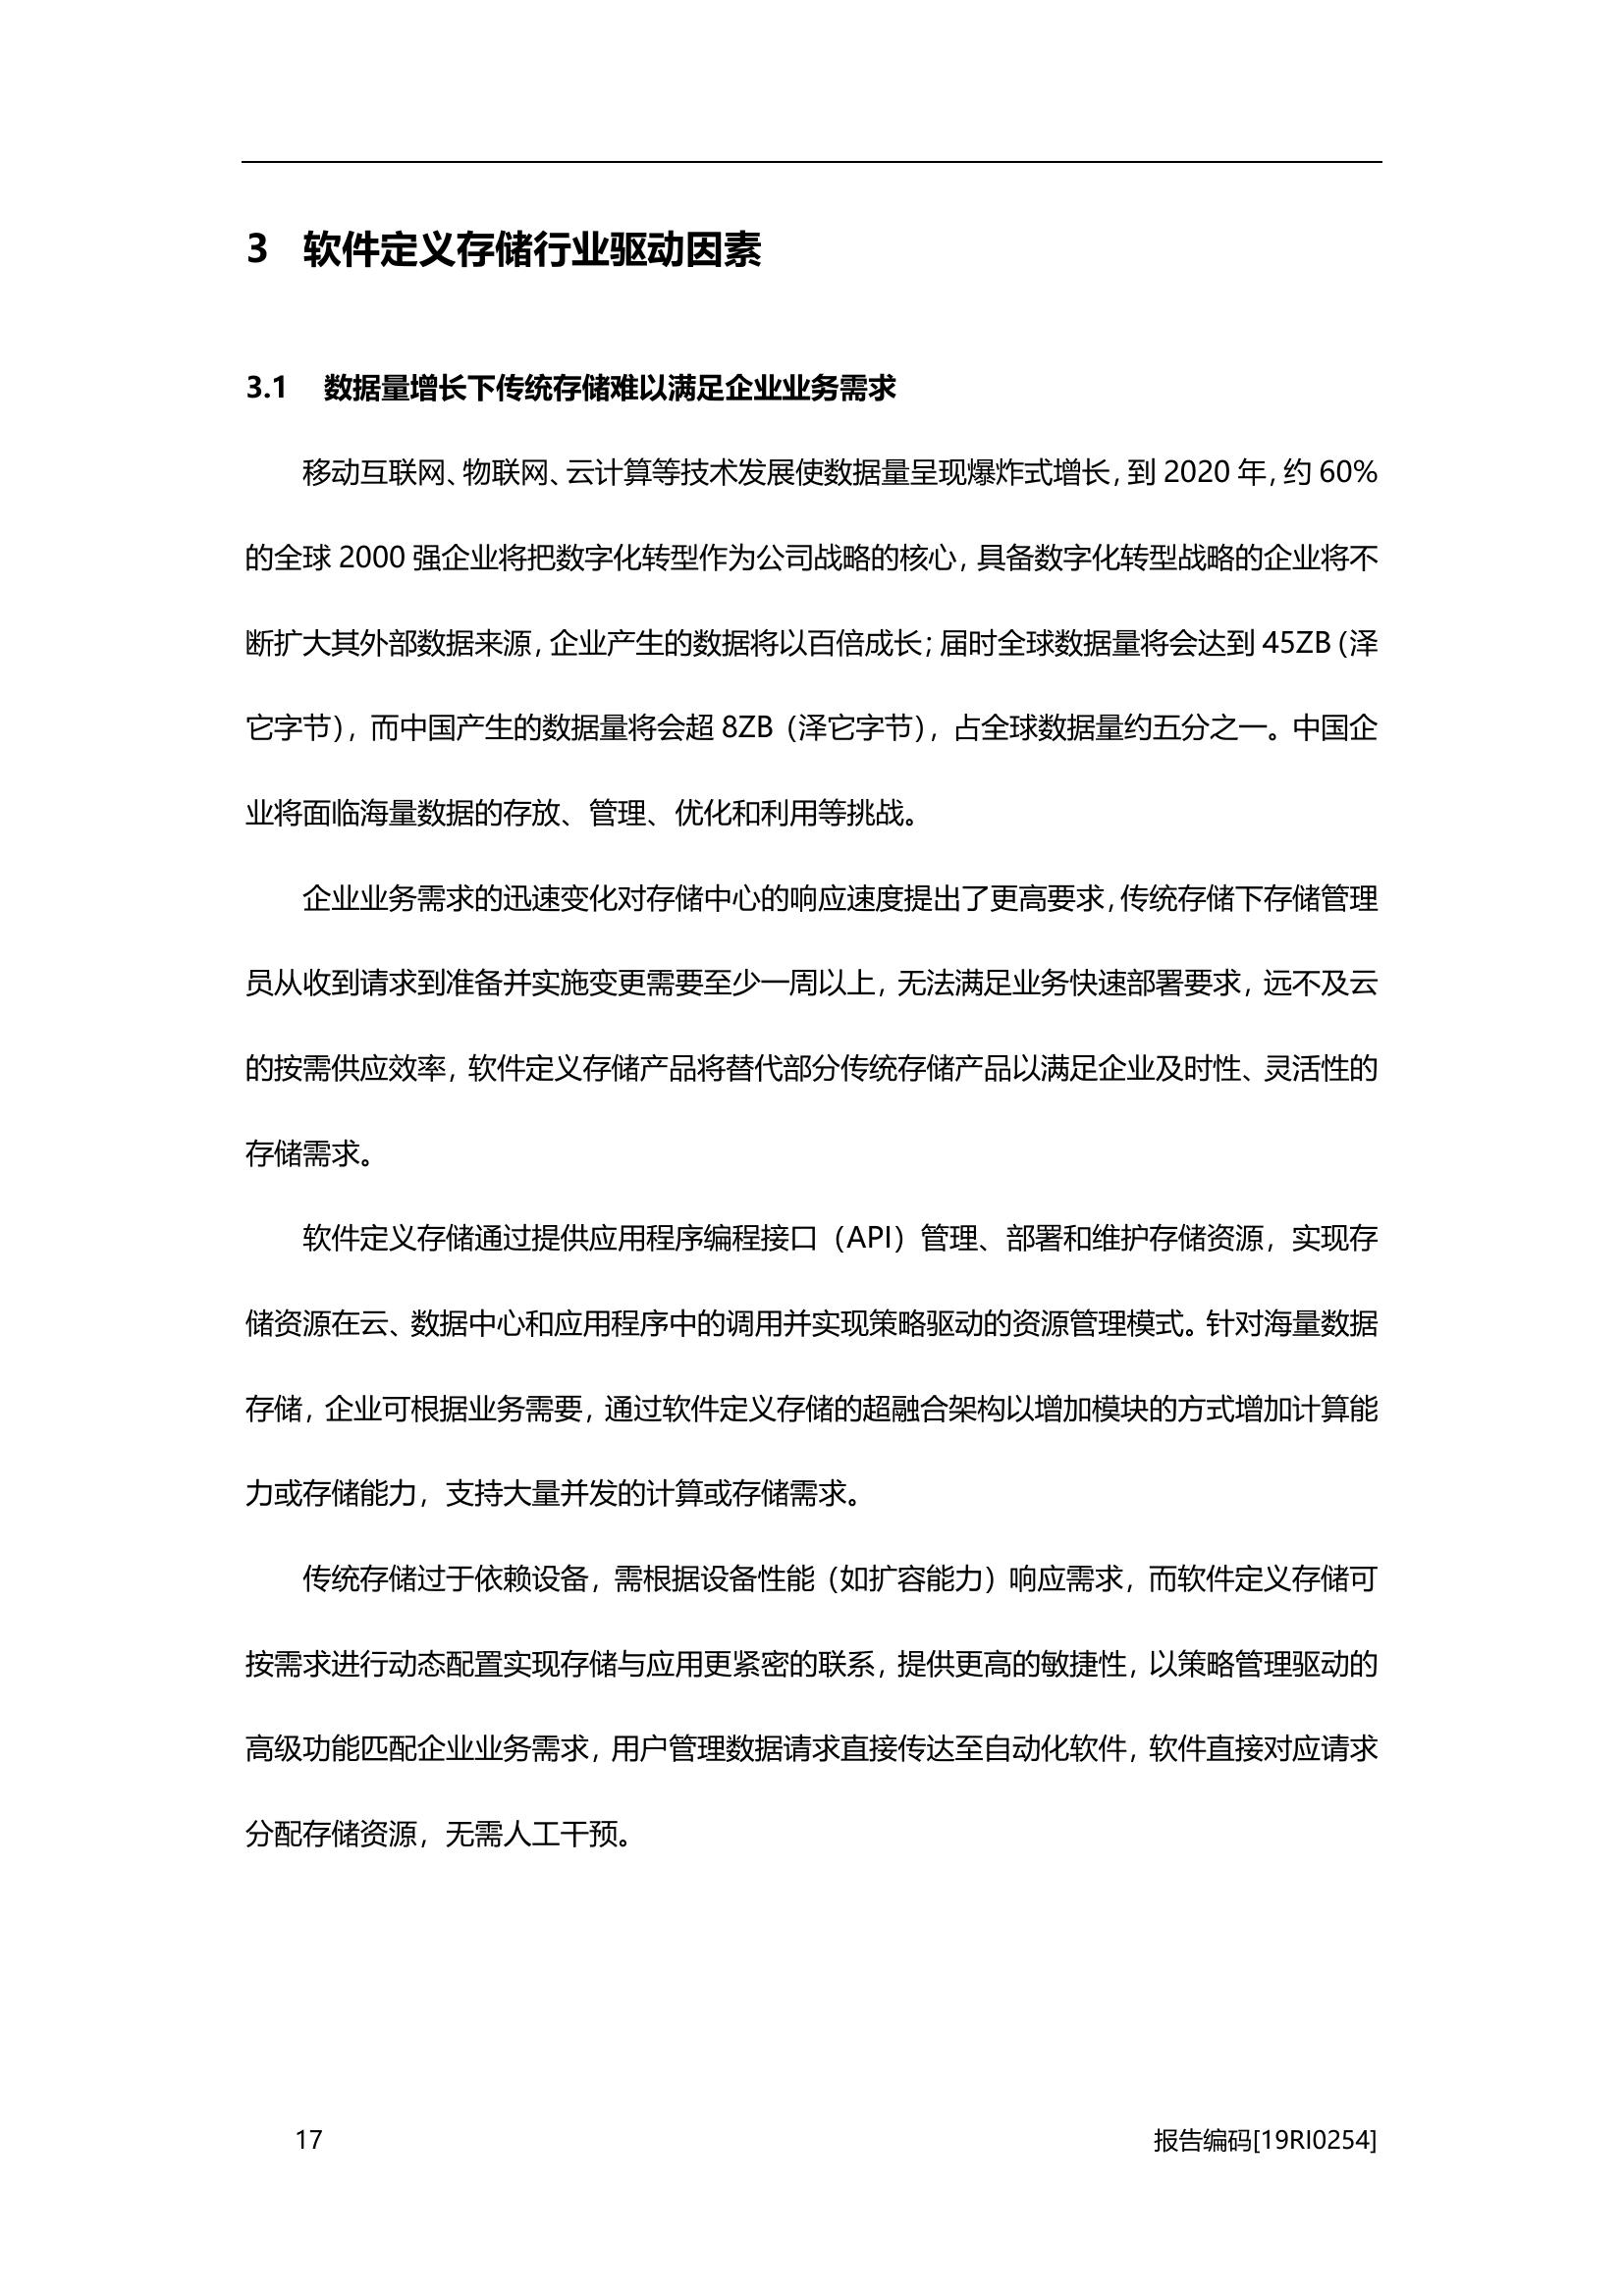 3 软件定义存储行业驱动因素
3.1 数据量增长下传统存储难以满足企业业务需求
移动互联网、物联网、云计算等技术发展使数据量呈现爆炸式增长，到 2020 年，约 60%
的全球 2000 强企业将把数字化转型作为公司战略的核心，具备数字化转型战略的企业将不
断扩大其外部数据来源，企业产生的数据将以百倍成长；届时全球数据量将会达到 45ZB（泽
它字节），而中国产生的数据量将会超 8ZB（泽它字节），占全球数据量约五分之一。中国企
业将面临海量数据的存放、管理、优化和利用等挑战。
企业业务需求的迅速变化对存储中心的响应速度提出了更高要求，传统存储下存储管理
员从收到请求到准备并实施变更需要至少一周以上，无法满足业务快速部署要求，远不及云
的按需供应效率，软件定义存储产品将替代部分传统存储产品以满足企业及时性、灵活性的
存储需求。
软件定义存储通过提供应用程序编程接口（API）管理、部署和维护存储资源，实现存
储资源在云、数据中心和应用程序中的调用并实现策略驱动的资源管理模式。针对海量数据
存储，企业可根据业务需要，通过软件定义存储的超融合架构以增加模块的方式增加计算能
力或存储能力，支持大量并发的计算或存储需求。
传统存储过于依赖设备，需根据设备性能（如扩容能力）响应需求，而软件定义存储可
按需求进行动态配置实现存储与应用更紧密的联系，提供更高的敏捷性，以策略管理驱动的
高级功能匹配企业业务需求，用户管理数据请求直接传达至自动化软件，软件直接对应请求
分配存储资源，无需人工干预。
17 报告编码[19RI0254]